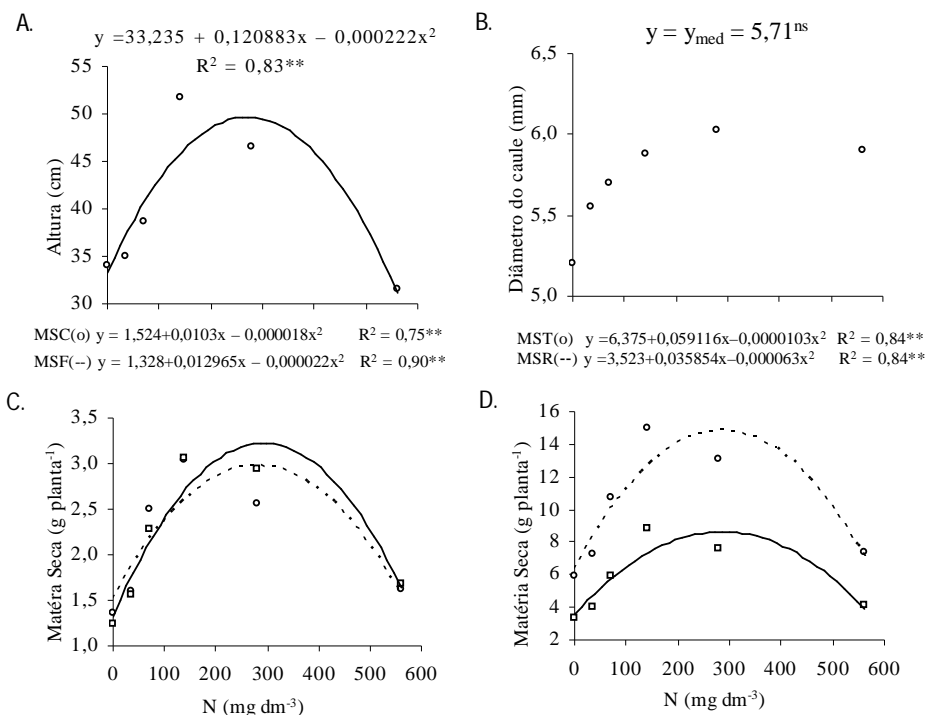 A.
y =33,235 + 0,120883x – 0,000222x²
R² = 0,83**
55
50
45
40
35
30
Altura (cm)
B.
y = y_med = 5,71ⁿˢ
6,5
6,0
5,5
5,0
Diâmetro do caule (mm)
MSC(o) y = 1,524+0,0103x – 0,000018x² R² = 0,75**
MSF(--) y = 1,328+0,012965x – 0,000022x² R² = 0,90**
MST(o) y =6,375+0,059116x–0,0000103x² R² = 0,84**
MSR(--) y =3,523+0,035854x–0,000063x² R² = 0,84**
C.
3,5
3,0
2,5
2,0
1,5
1,0
Matéra Seca (g planta⁻¹)
0 100 200 300 400 500 600
N (mg dm⁻³)
D.
16
14
12
10
8
6
4
2
Matéria Seca (g planta⁻¹)
0 100 200 300 400 500 600
N (mg dm⁻³)